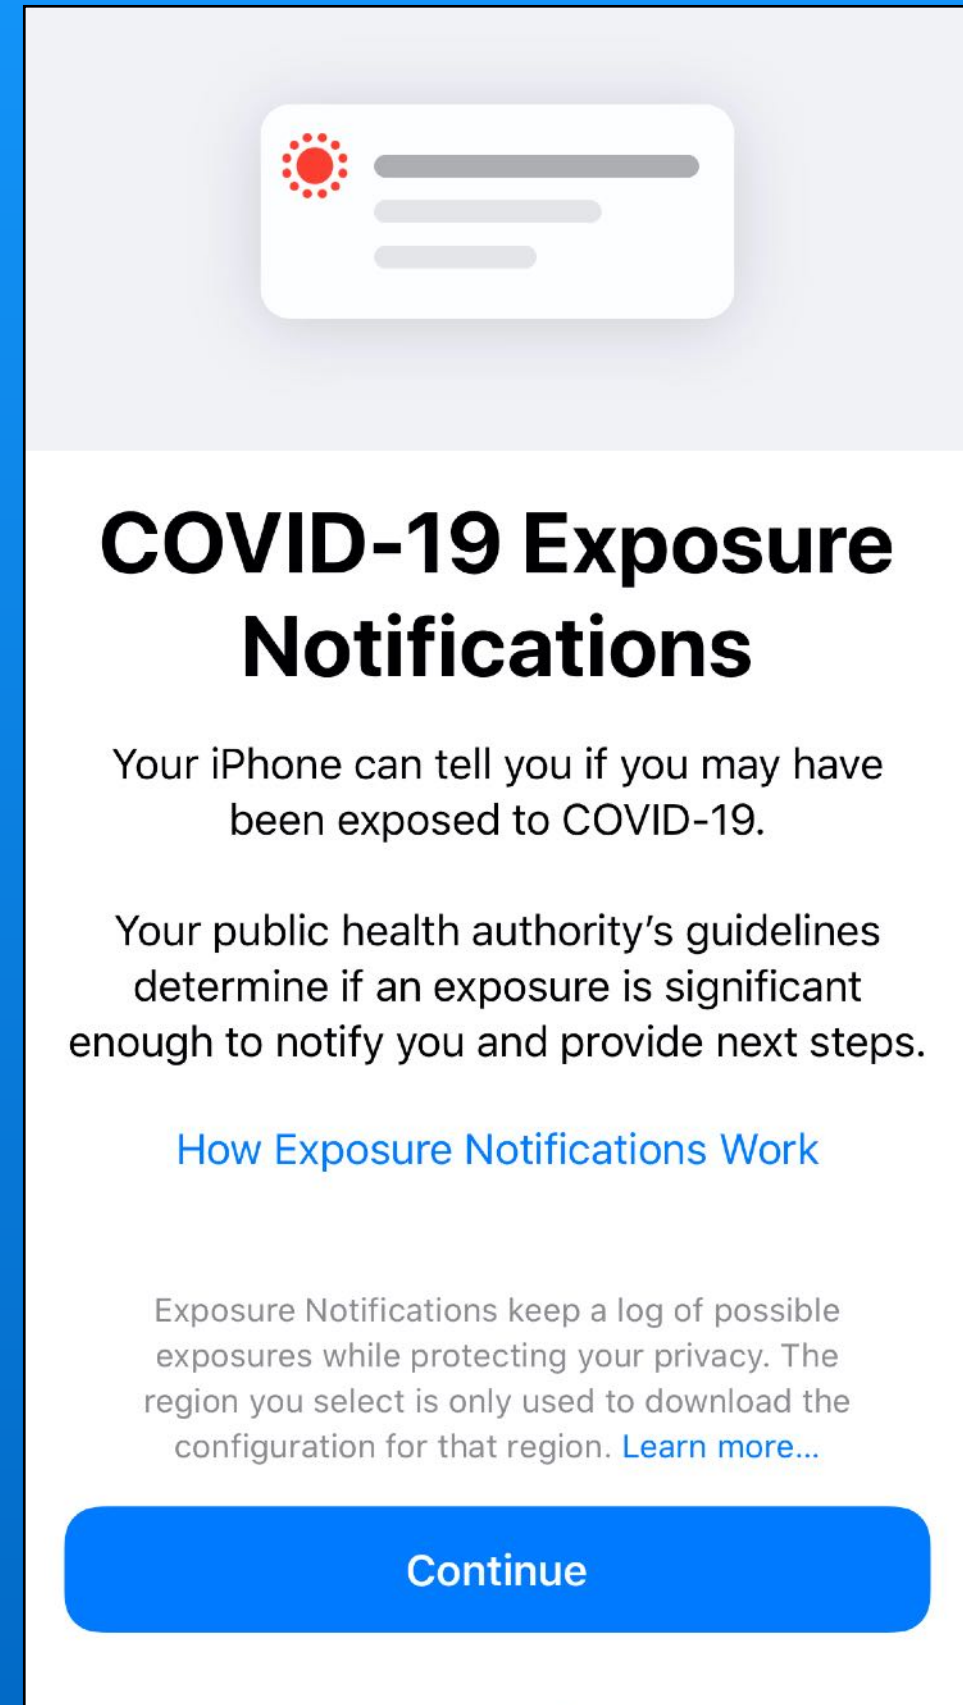 COVID-19 Exposure
Notifications
Your iPhone can tell you if you may have
been exposed to COVID-19.
Your public health authority’s guidelines
determine if an exposure is significant
enough to notify you and provide next steps.
How Exposure Notifications Work
Exposure Notifications keep a log of possible
exposures while protecting your privacy. The
region you select is only used to download the
configuration for that region. Learn more...
Continue